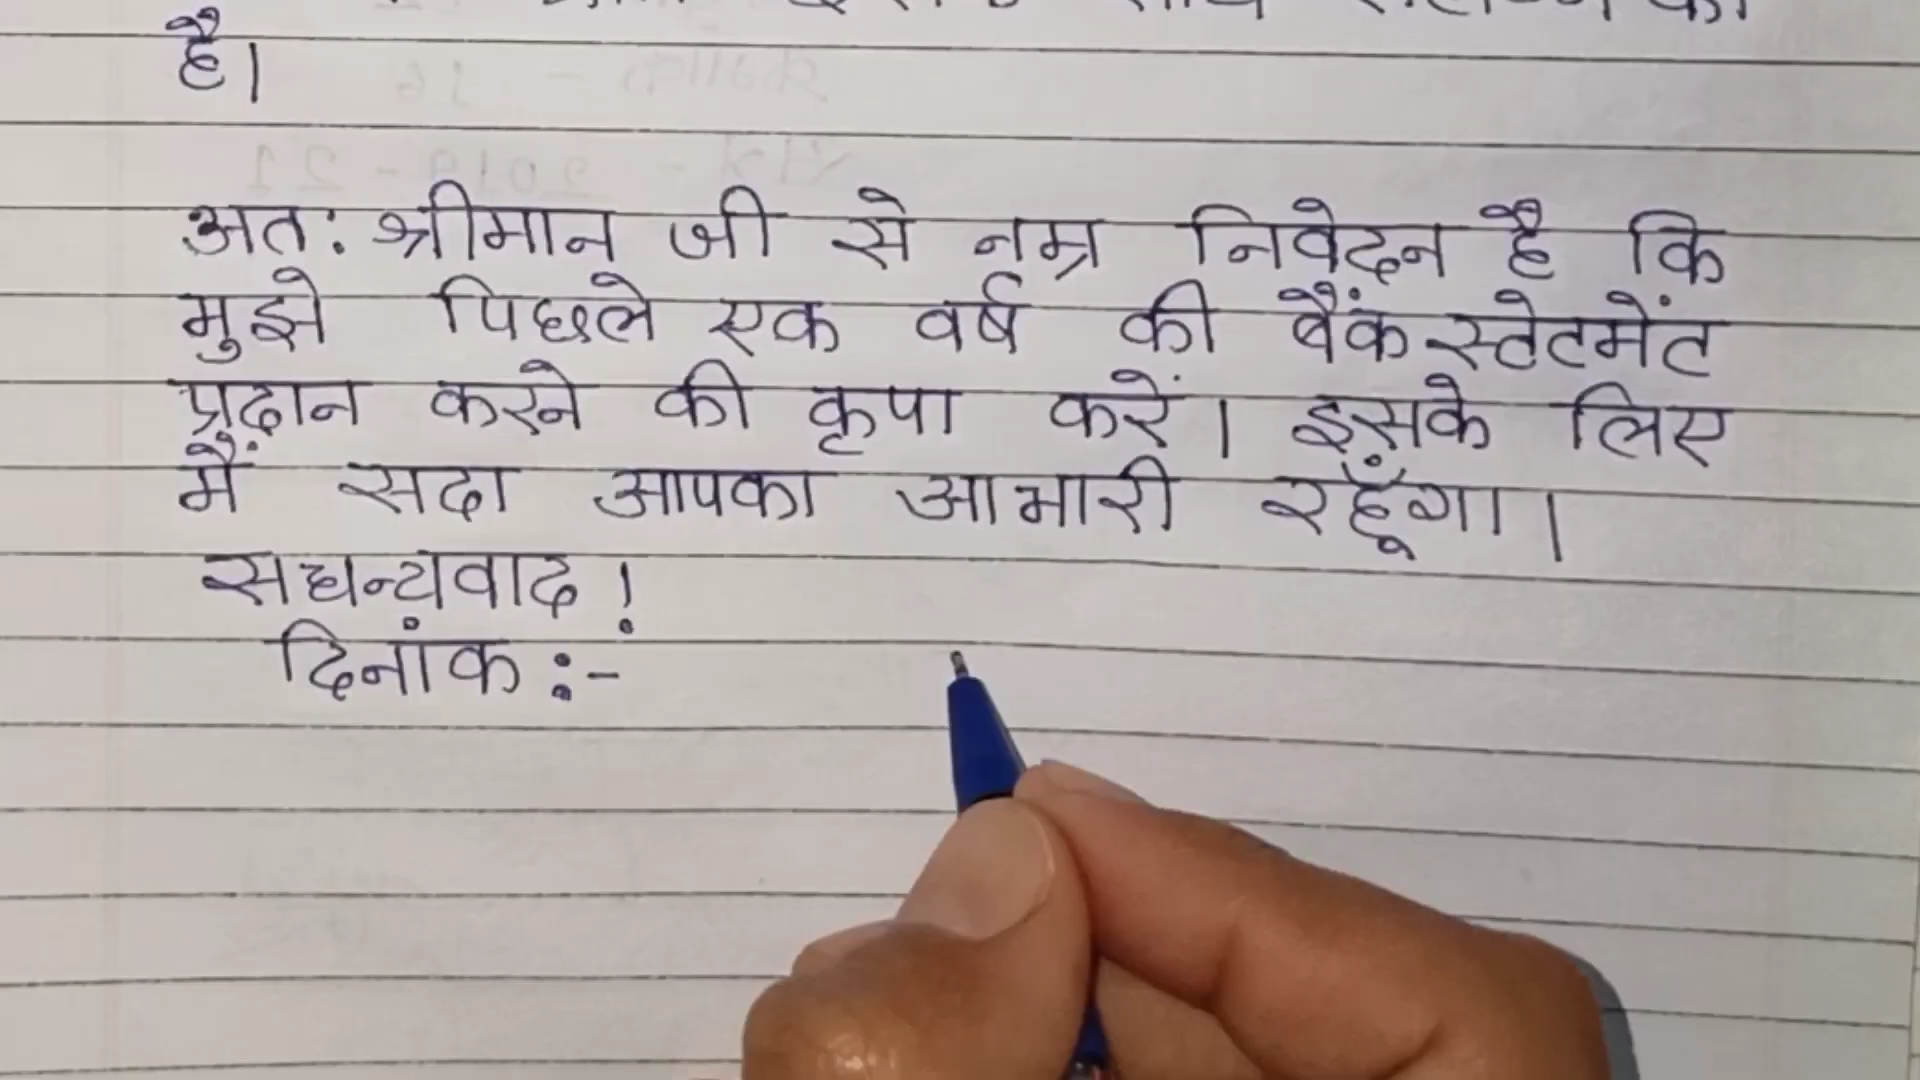 है।
अत: श्रीमान जी से नम्र निवेदन है कि
मुझे पिछले एक वर्ष की बैंक स्टेटमेंट
प्रदान करने की कृपा करें। इसके लिए
मैं सदा आपका आभारी रहूँगा।
सधन्यवाद!
दिनांक :-